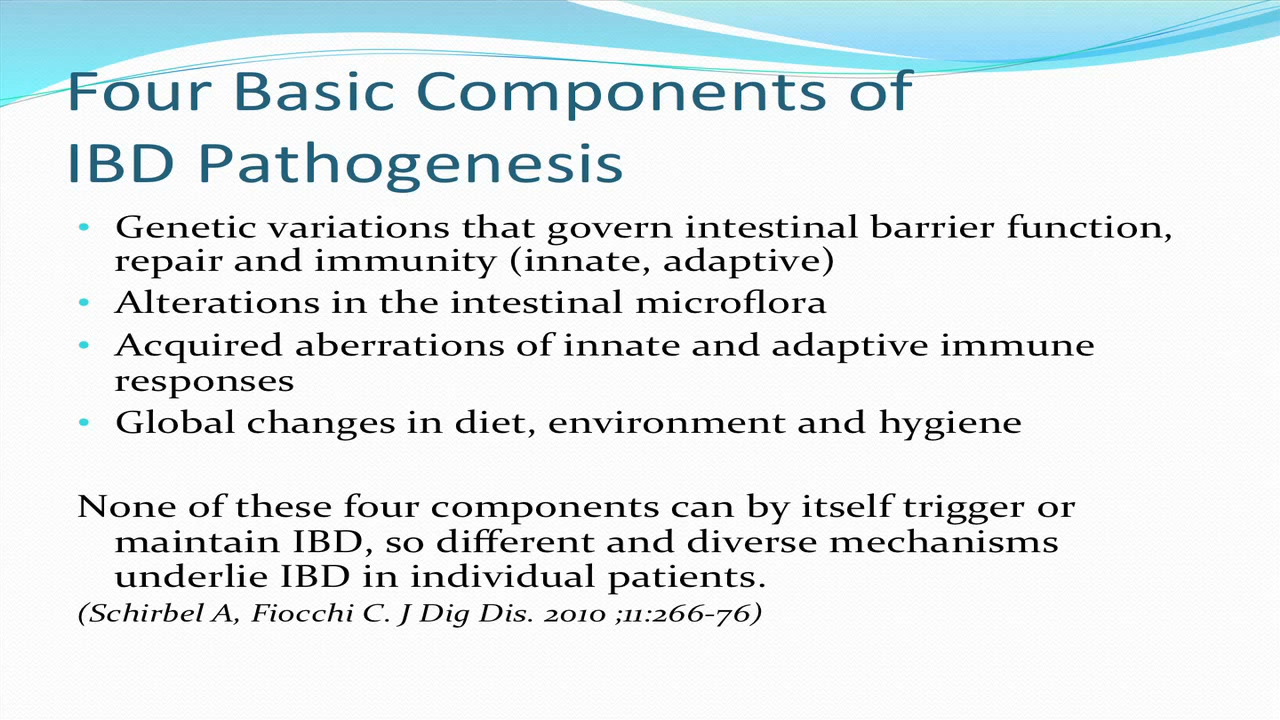 Four Basic Components of
IBD Pathogenesis
• Genetic variations that govern intestinal barrier function,
repair and immunity (innate, adaptive)
• Alterations in the intestinal microflora
• Acquired aberrations of innate and adaptive immune
responses
• Global changes in diet, environment and hygiene
None of these four components can by itself trigger or
maintain IBD, so different and diverse mechanisms
underlie IBD in individual patients.
(Schirbel A, Fiocchi C. J Dig Dis. 2010 ;11:266-76)